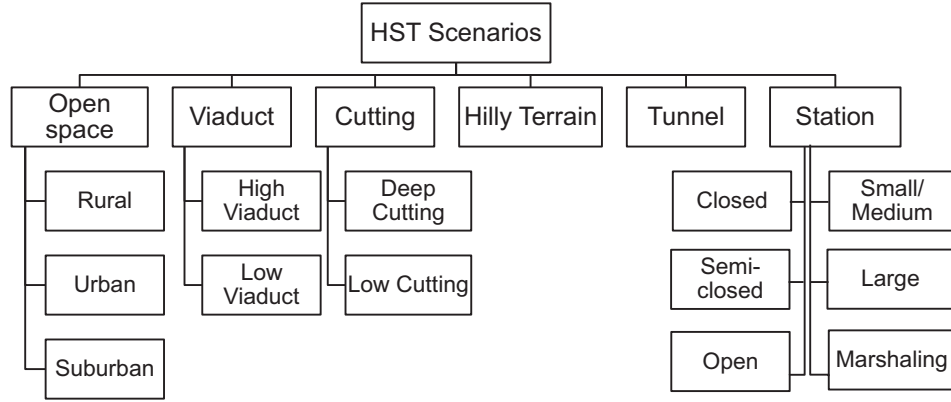 HST Scenarios
Open
space
Viaduct
Cutting
Hilly Terrain
Tunnel
Station
Rural
High
Viaduct
Deep
Cutting
Closed
Small/
Medium
Urban
Low
Viaduct
Low Cutting
Semi-
closed
Large
Suburban
Open
Marshaling